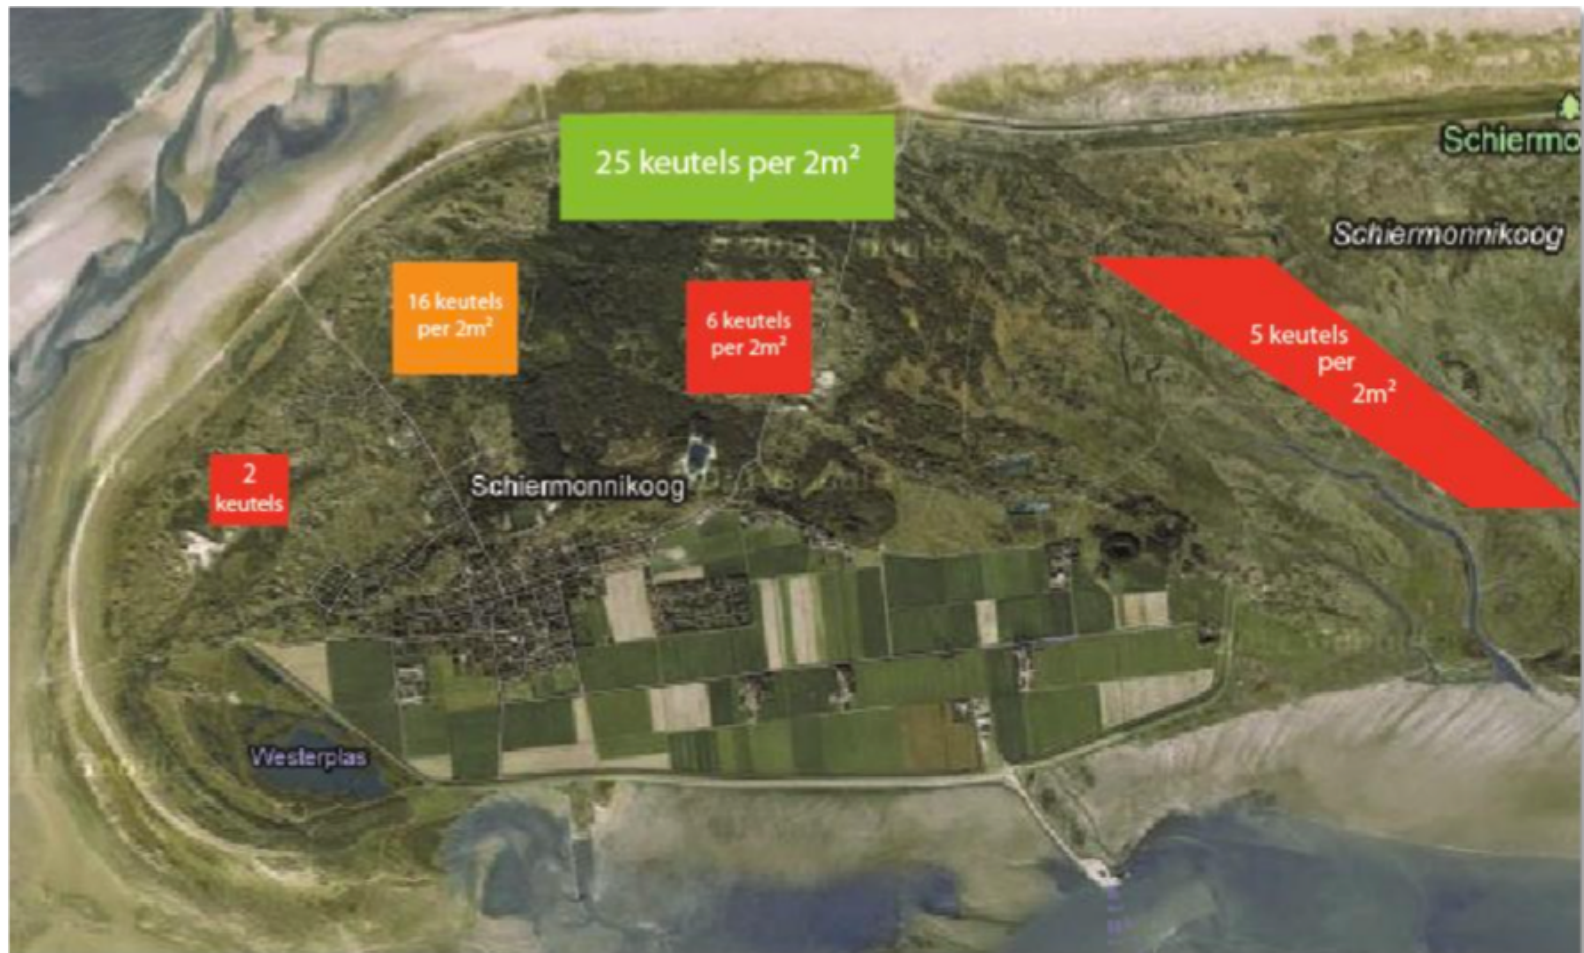 25 keutels per 2m²
Schiermo
Schiermonnikoog
16 keutels
per 2m²
6 keutels
per 2m²
5 keutels
per
2m²
2
keutels
Schiermonnikoog
Westerplas